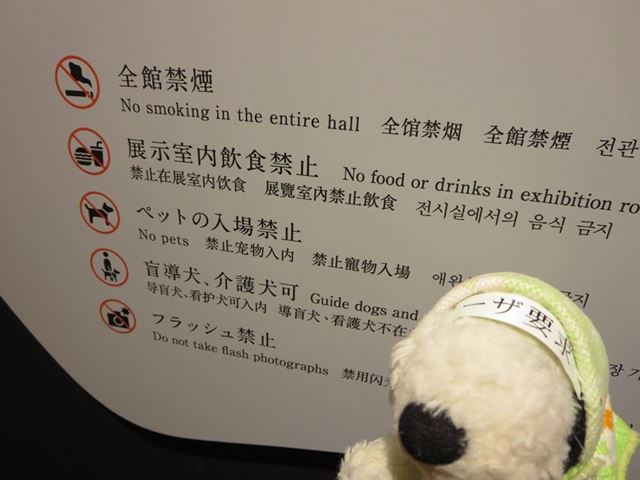 全館禁煙
No smoking in the entire hall 全馆禁烟 全館禁煙 전관
展示室内飲食禁止 No food or drinks in exhibition ro
禁止在展室内饮食 展覽室內禁止飲食 전시실에서의 음식 금지
ペットの入場禁止
No pets 禁止宠物入内 禁止寵物入場 애완 금지
盲導犬、介護犬可 Guide dogs and
导盲犬、看护犬可入内 導盲犬、看護犬不在
フラッシュ禁止
Do not take flash photographs 禁用闪光
ーザ要求